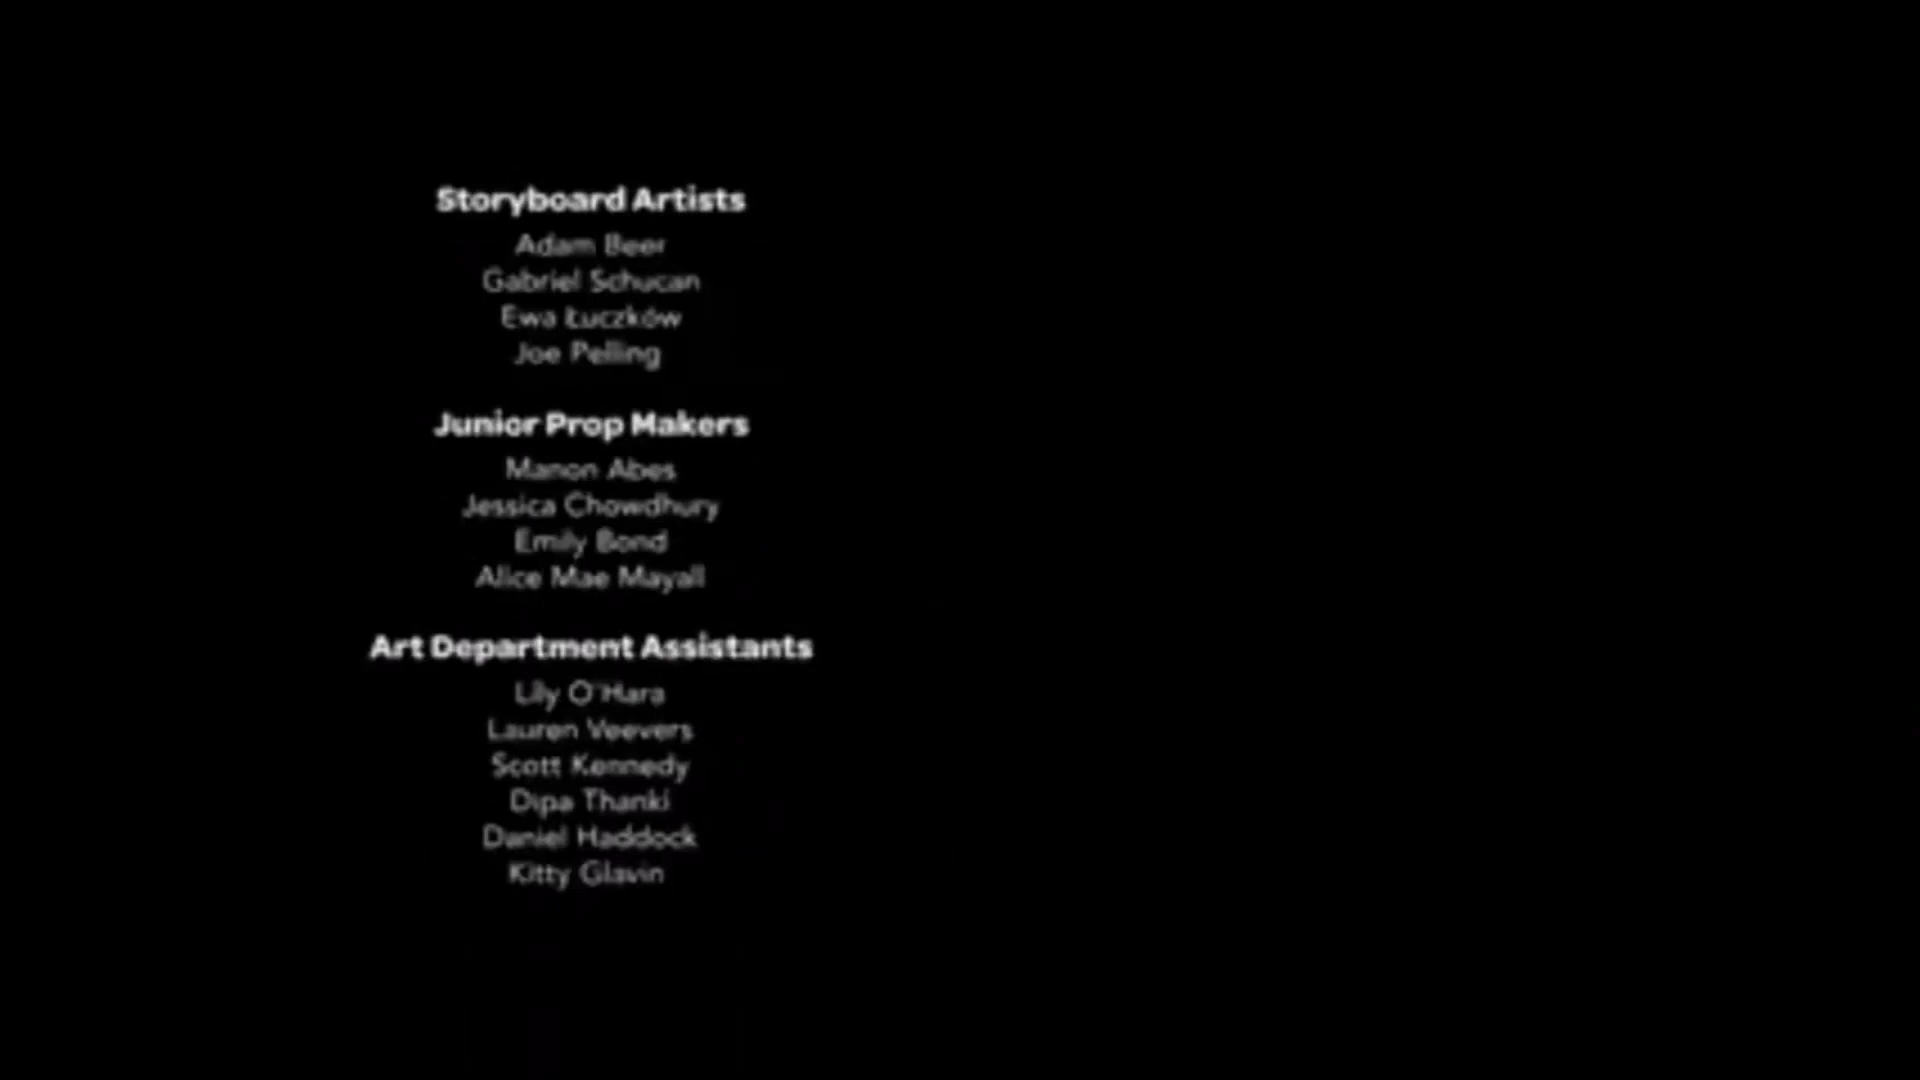 Storyboard Artists
Adam Beer
Gabriel Schucan
Ewa Łuczków
Joe Pelling
Junior Prop Makers
Manon Abes
Jessica Chowdhury
Emily Bond
Alice Mae Mayall
Art Department Assistants
Lily O'Hara
Lauren Veevers
Scott Kennedy
Dipa Thanki
Daniel Haddock
Kitty Glavin